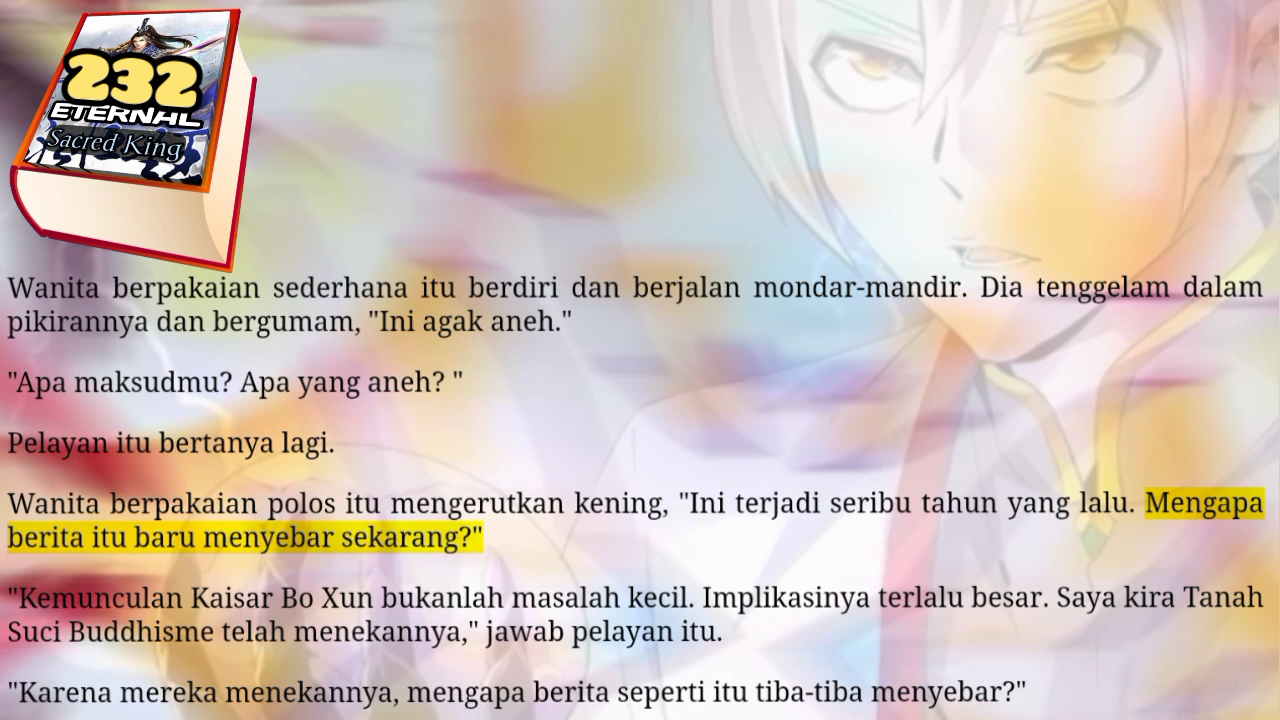 232
ETERNAL
Sacred King
Wanita berpakaian sederhana itu berdiri dan berjalan mondar-mandir. Dia tenggelam dalam
pikirannya dan bergumam, "Ini agak aneh."
"Apa maksudmu? Apa yang aneh? "
Pelayan itu bertanya lagi.
Wanita berpakaian polos itu mengerutkan kening, "Ini terjadi seribu tahun yang lalu. Mengapa
berita itu baru menyebar sekarang?"
"Kemunculan Kaisar Bo Xun bukanlah masalah kecil. Implikasinya terlalu besar. Saya kira Tanah
Suci Buddhisme telah menekannya," jawab pelayan itu.
"Karena mereka menekannya, mengapa berita seperti itu tiba-tiba menyebar?"